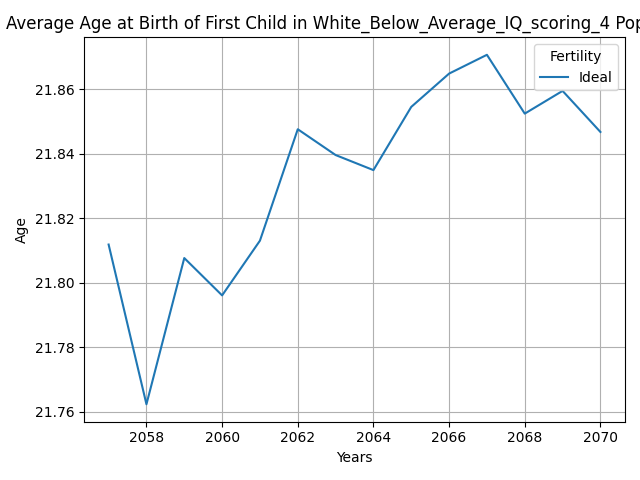 Average Age at Birth of First Child in White_Below_Average_IQ_scoring_4 Pop
Fertility
Ideal
21.86
21.84
21.82
21.80
21.78
21.76
Age
2058 2060 2062 2064 2066 2068 2070
Years